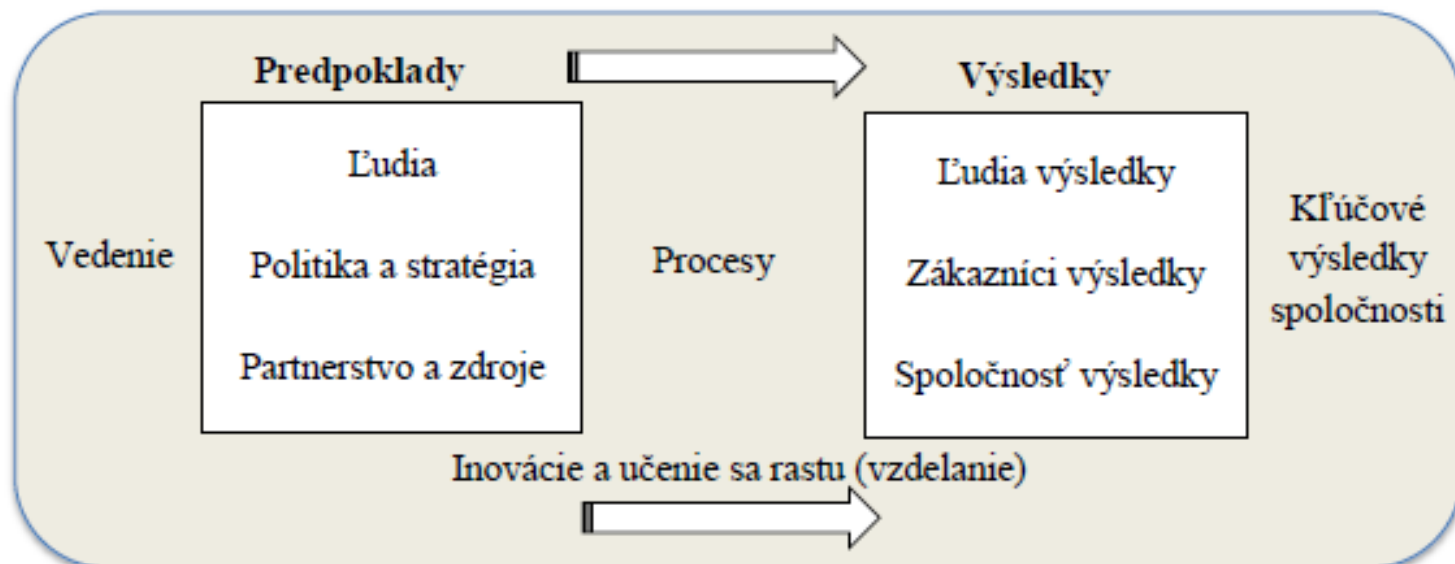 Predpoklady
Výsledky
Vedenie
Ľudia
Politika a stratégia
Partnerstvo a zdroje
Procesy
Ľudia výsledky
Zákazníci výsledky
Spoločnosť výsledky
Kľúčové
výsledky
spoločnosti
Inovácie a učenie sa rastu (vzdelanie)